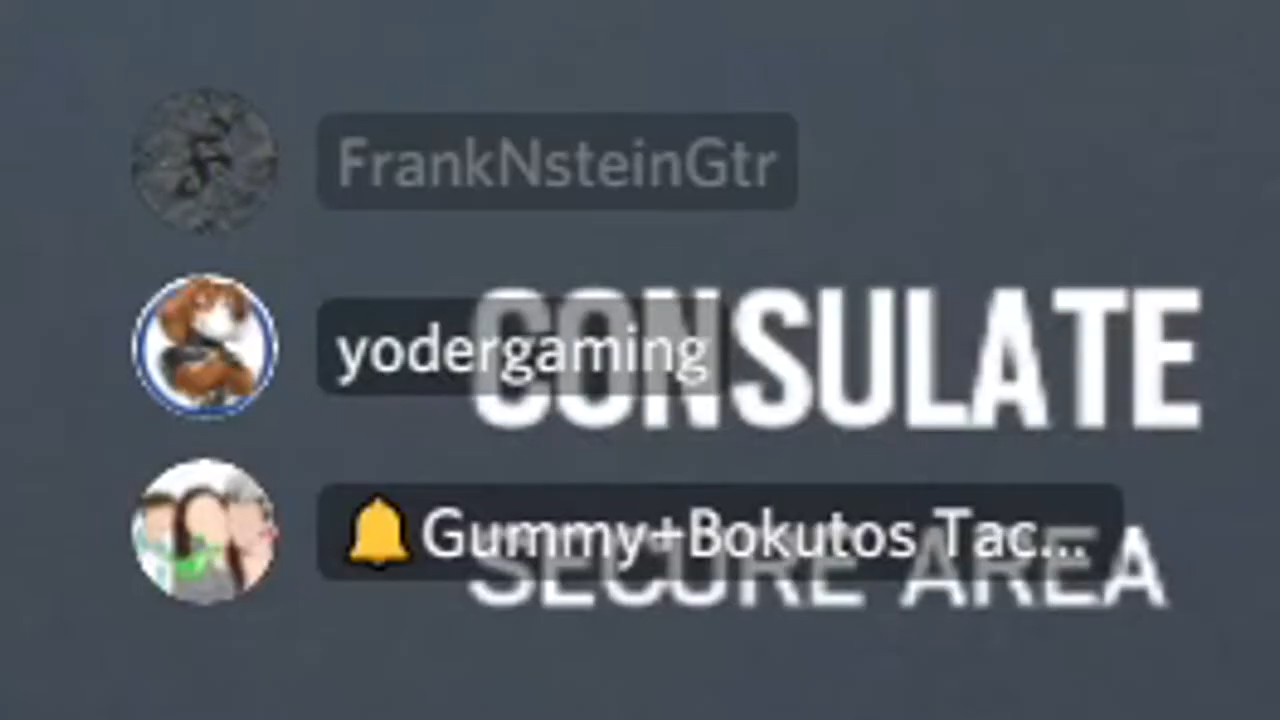 FrankNsteinGtr
CONSULATE
yodergaming
🔔Gummy+Bokutos Tac...
SECURE AREA